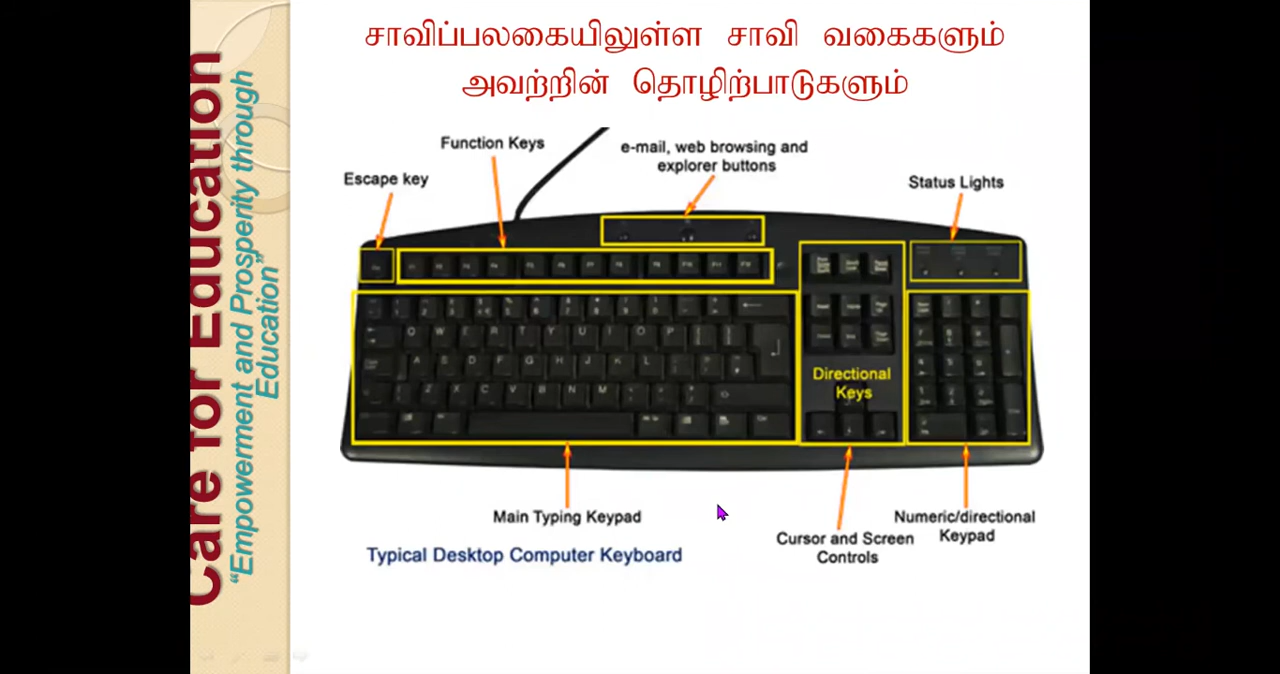 சாவிப்பலகையிலுள்ள சாவி வகைகளும்
அவற்றின் தொழிற்பாடுகளும்
Care for Education
“Empowerment and Prosperity through
Education”
Function Keys
e-mail, web browsing and
explorer buttons
Escape key
Status Lights
Q W E R T Y U I O P
A S D F G H J K L
Z X C V B N M
Directional
Keys
Main Typing Keypad
Cursor and Screen
Controls
Numeric/directional
Keypad
Typical Desktop Computer Keyboard